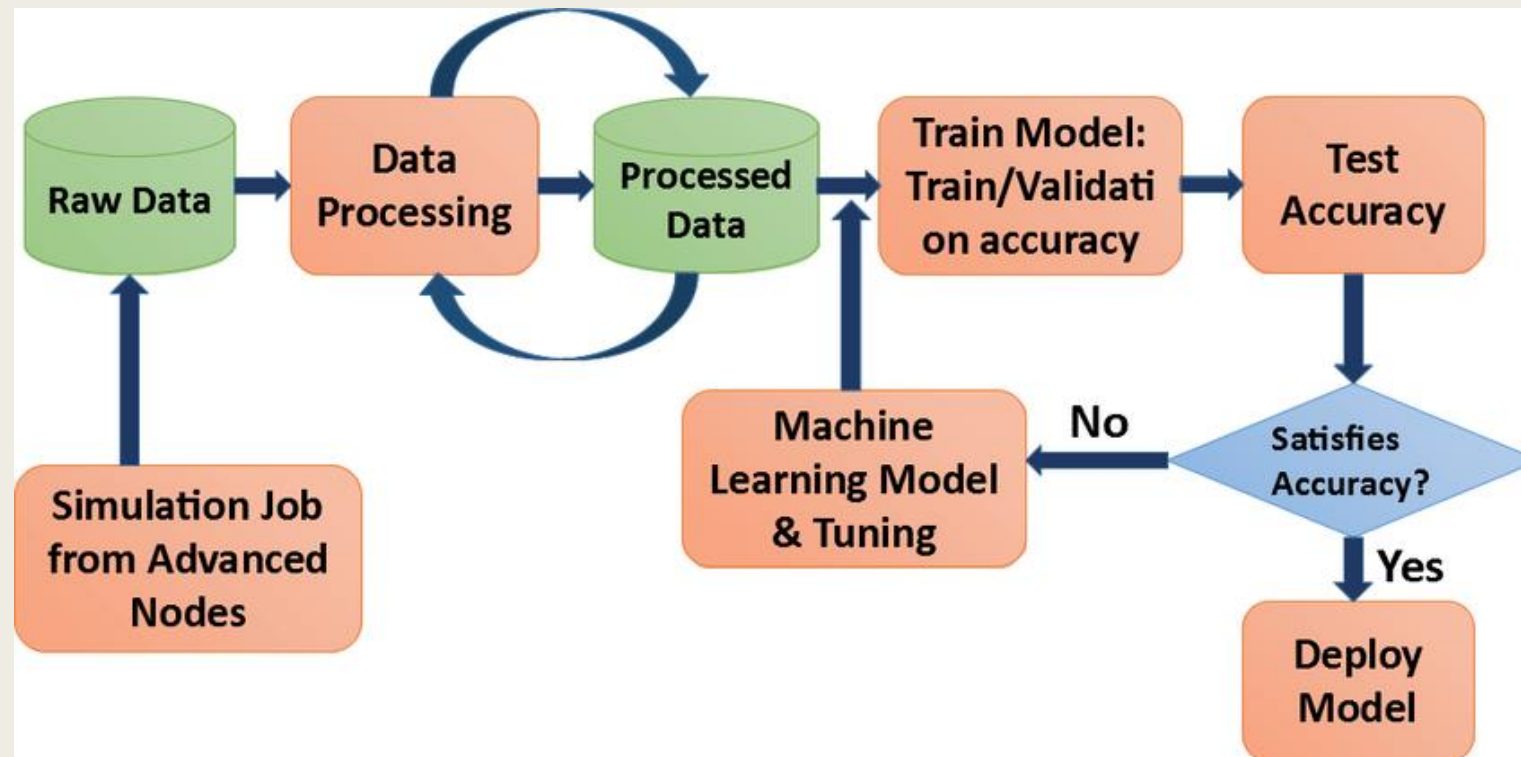 Raw Data
Data
Processing
Processed
Data
Train Model:
Train/Validati
on accuracy
Test
Accuracy
Simulation Job
from Advanced
Nodes
Machine
Learning Model
& Tuning
No
Satisfies
Accuracy?
Yes
Deploy
Model